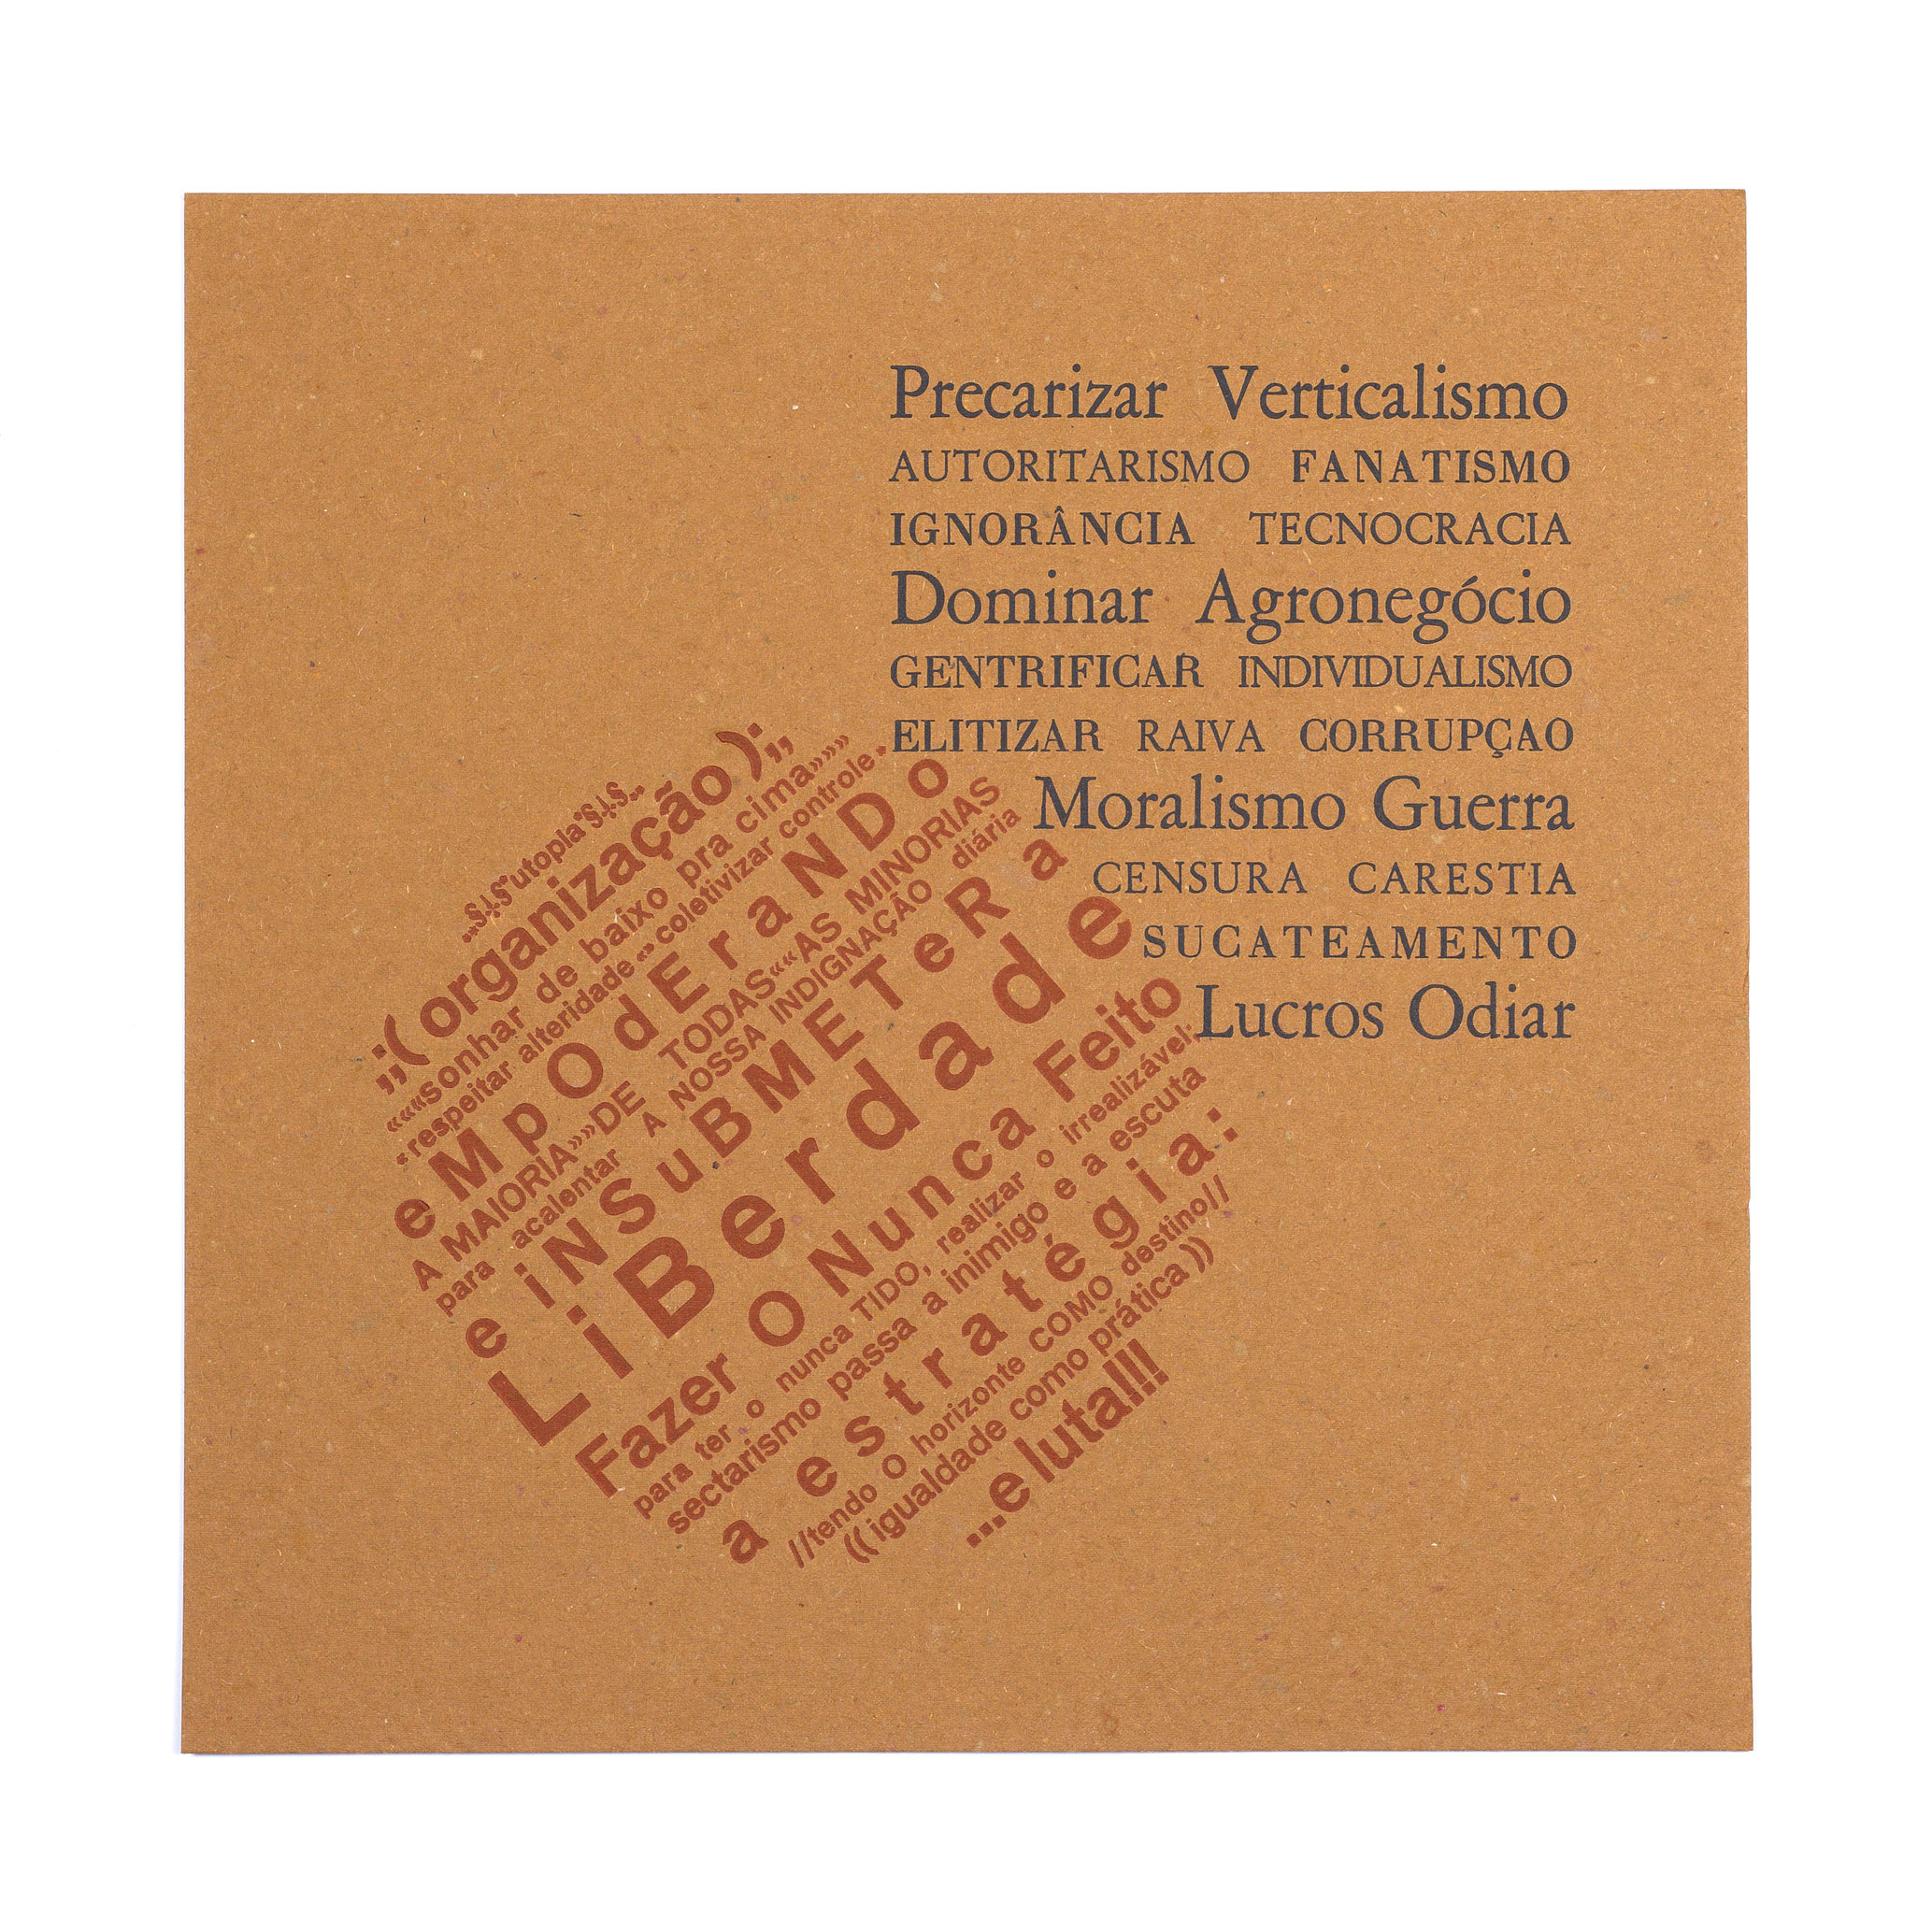 Precarizar Verticalismo
AUTORITARISMO FANATISMO
IGNORÂNCIA TECNOCRACIA
Dominar Agronegócio
GENTRIFICAR INDIVIDUALISMO
ELITIZAR RAIVA CORRUPÇAO
Moralismo Guerra
CENSURA CARESTIA
SUCATEAMENTO
Lucros Odiar
utopia
;;(organização);,,
«««sonhar de baixo pra cima»»»
«respeitar alteridade«»coletivizar controle.
eMpOdEraNDo
A MAIORIA»»DE TODAS««AS MINORIAS
para acalentar A NOSSA INDIGNAÇÃO diária
e iNSuBMETeRa
LiBerdade
Fazer O Nunca Feito
para ter o nunca TIDO, realizar o irrealizável:
sectarismo passa a inimigo e a escuta
a estratégia:
//tendo O horizonte COMO destino//
((igualdade como prática))
...e luta!!!